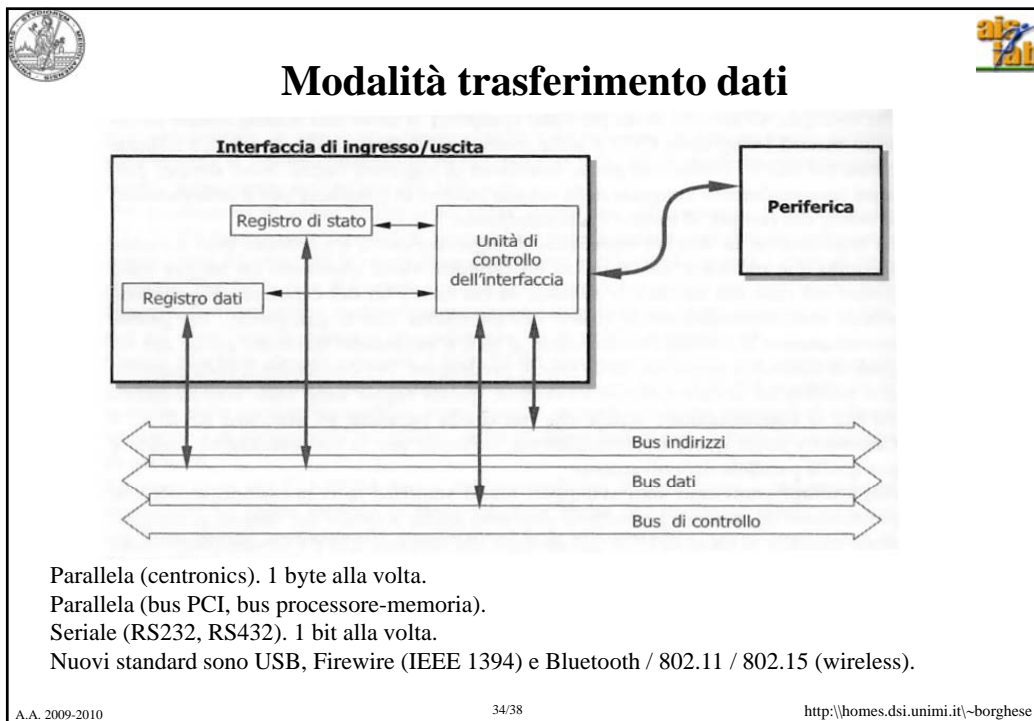 Modalità trasferimento dati
Interfaccia di ingresso/uscita
Registro di stato
Registro dati
Unità di
controllo
dell'interfaccia
Periferica
Bus indirizzi
Bus dati
Bus di controllo
Parallela (centronics). 1 byte alla volta.
Parallela (bus PCI, bus processore-memoria).
Seriale (RS232, RS432). 1 bit alla volta.
Nuovi standard sono USB, Firewire (IEEE 1394) e Bluetooth / 802.11 / 802.15 (wireless).
A.A. 2009-2010
34/38
http:\\homes.dsi.unimi.it\~borghese